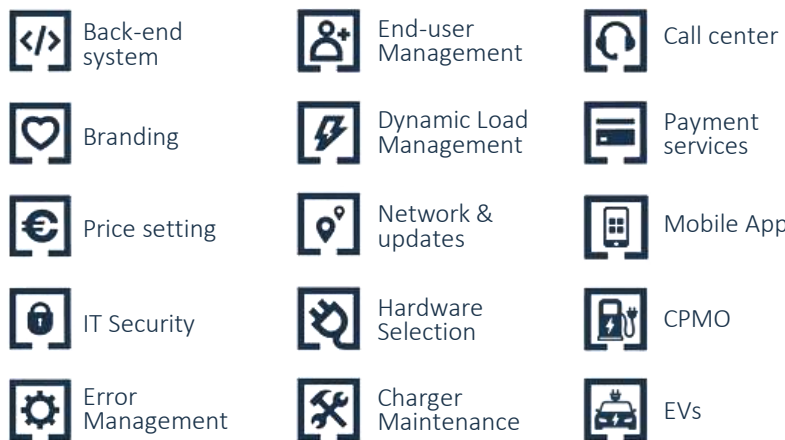 Back-end
system
End-user
Management
Call center
Branding
Dynamic Load
Management
Payment
services
Price setting
Network &
updates
Mobile App
IT Security
Hardware
Selection
CPMO
Error
Management
Charger
Maintenance
EVs